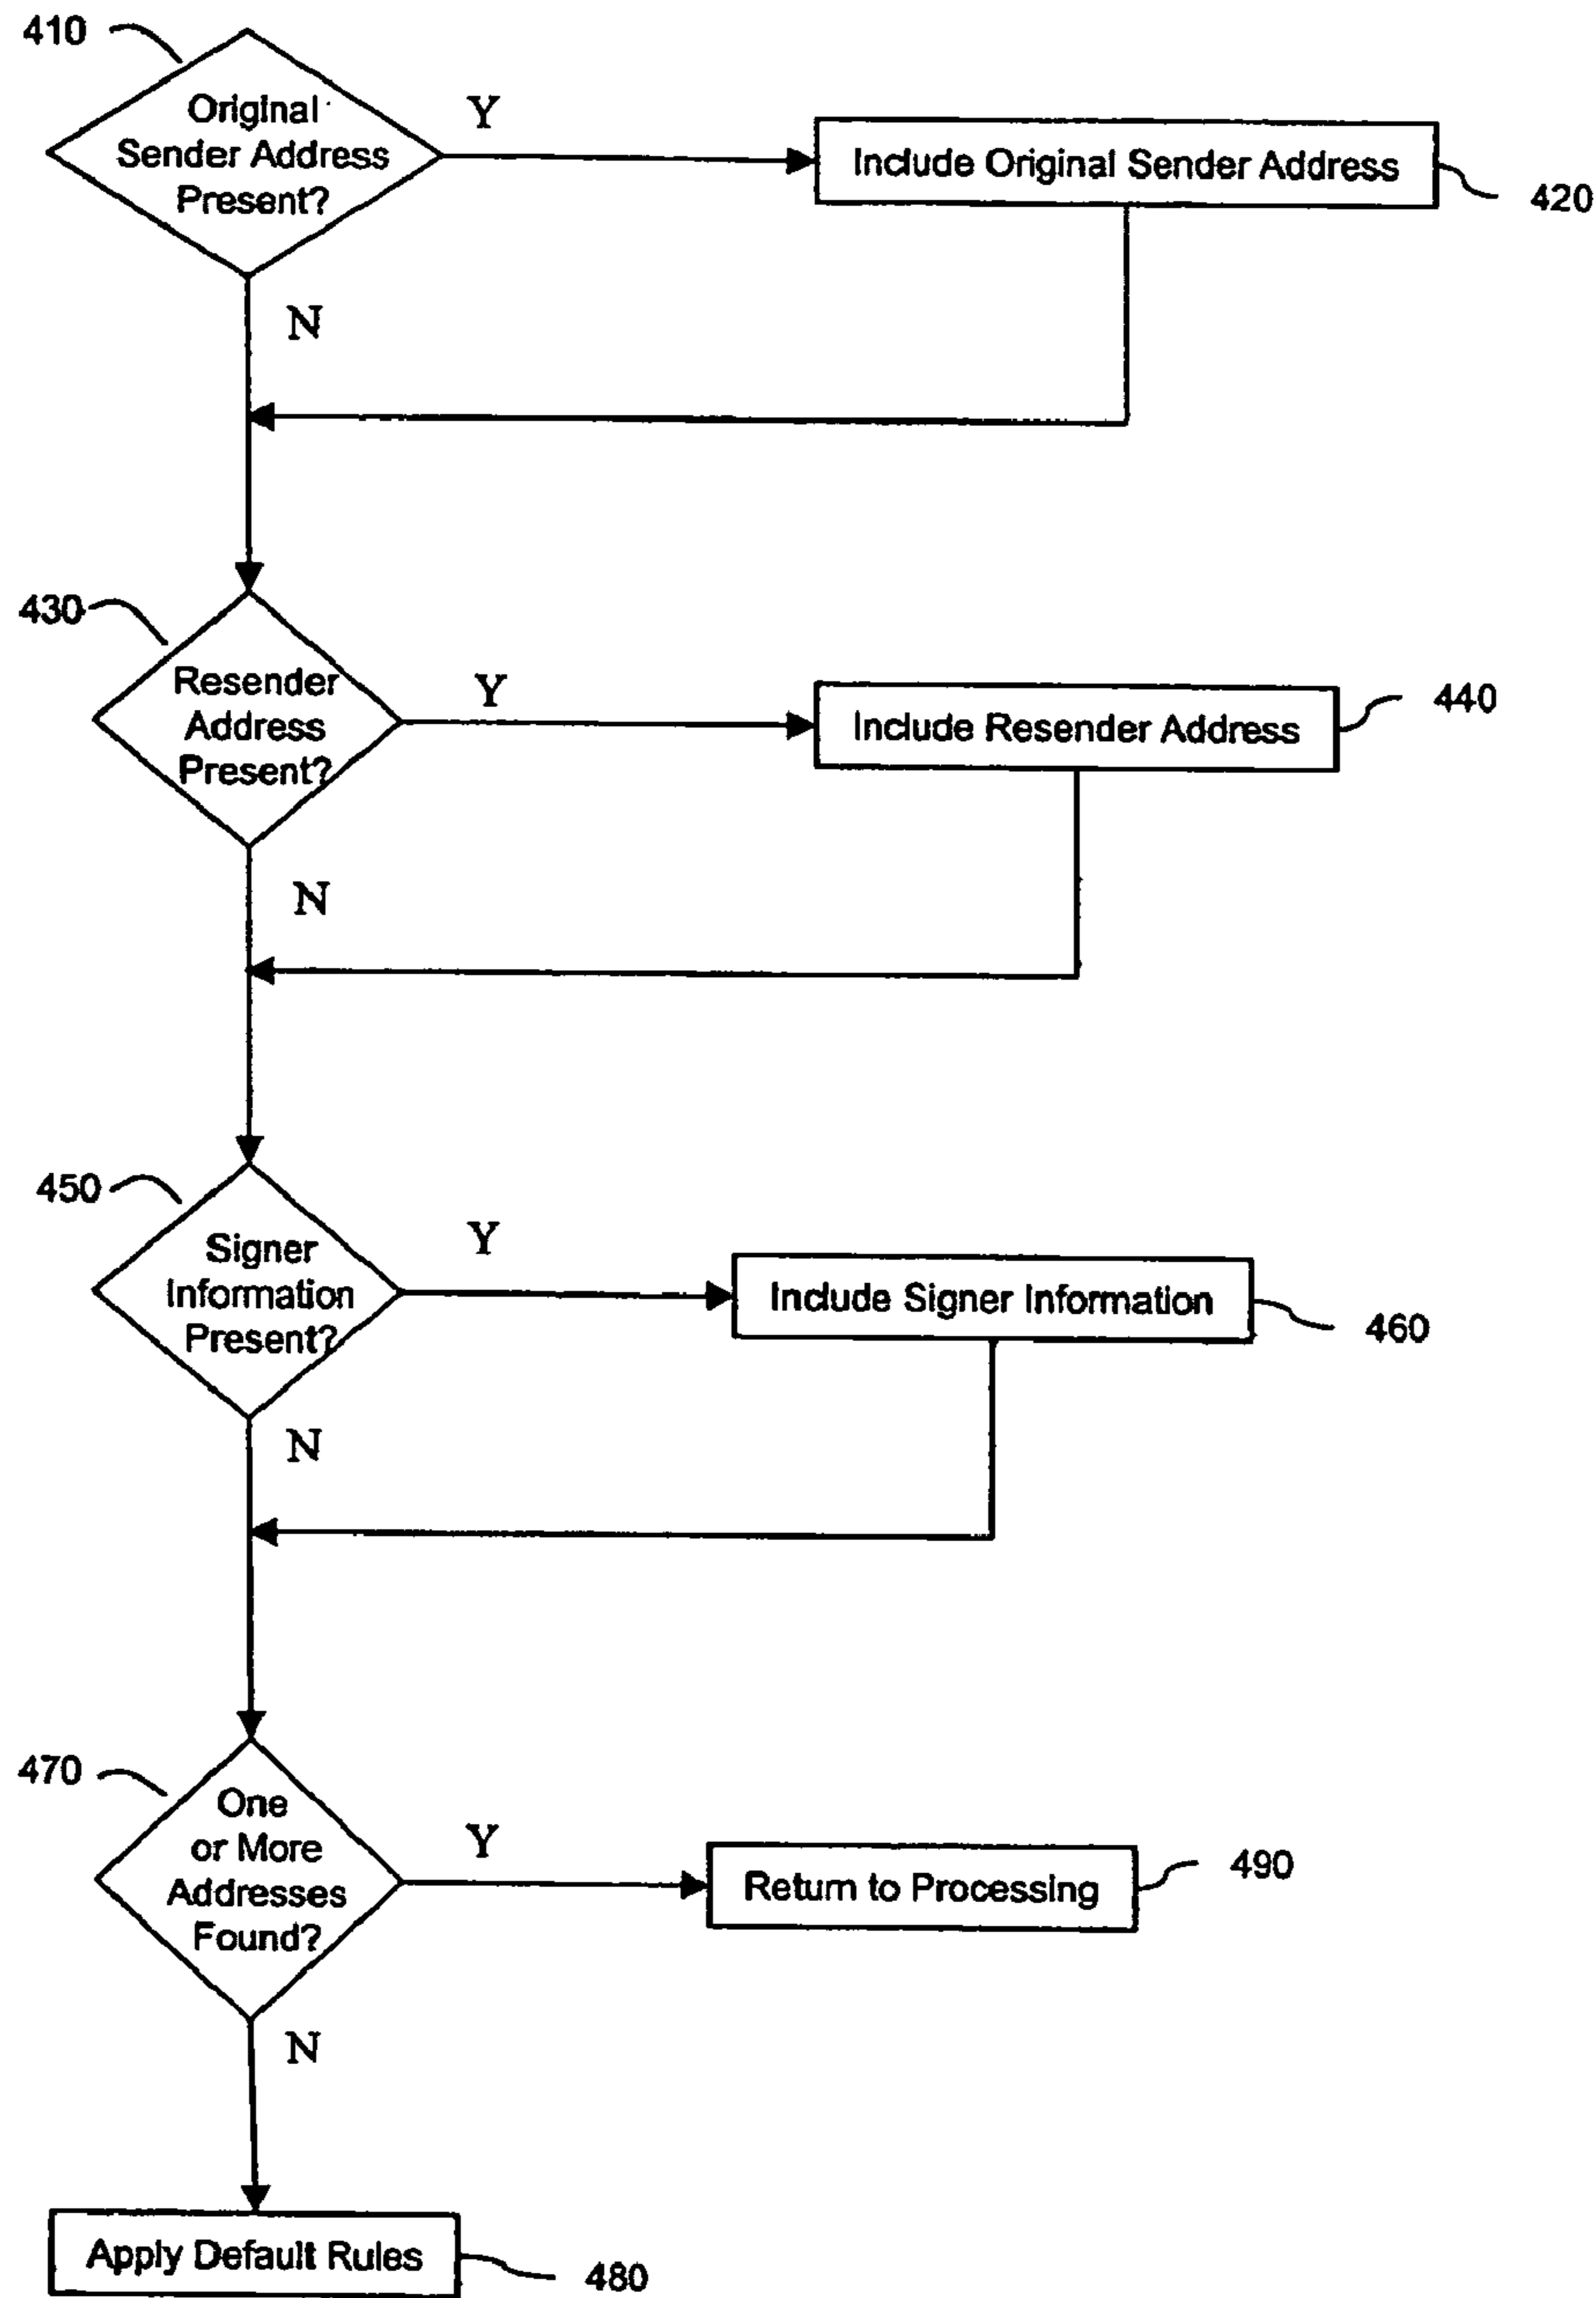 410
Original
Sender Address
Present?
Y
Include Original Sender Address
420
N
430
Resender
Address
Present?
Y
Include Resender Address
440
N
450
Signer
Information
Present?
Y
Include Signer Information
460
N
470
One
or More
Addresses
Found?
Y
Return to Processing
490
N
Apply Default Rules
480